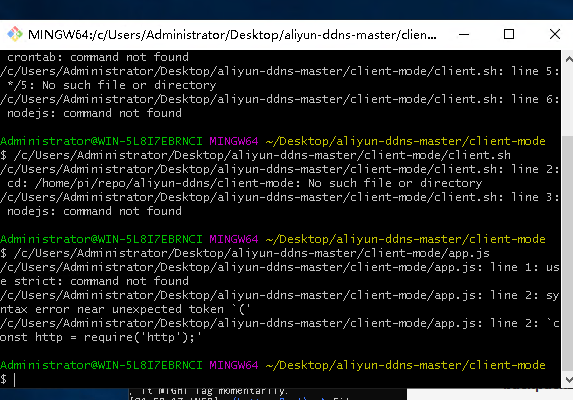 MINGW64:/c/Users/Administrator/Desktop/aliyun-ddns-master/clien...
crontab: command not found
/c/Users/Administrator/Desktop/aliyun-ddns-master/client-mode/client.sh: line 5:
*/5: No such file or directory
/c/Users/Administrator/Desktop/aliyun-ddns-master/client-mode/client.sh: line 6:
nodejs: command not found
Administrator@WIN-5L8I7EBRNCI MINGW64 ~/Desktop/aliyun-ddns-master/client-mode
$ /c/Users/Administrator/Desktop/aliyun-ddns-master/client-mode/client.sh
/c/Users/Administrator/Desktop/aliyun-ddns-master/client-mode/client.sh: line 2:
cd: /home/pi/repo/aliyun-ddns/client-mode: No such file or directory
/c/Users/Administrator/Desktop/aliyun-ddns-master/client-mode/client.sh: line 3:
nodejs: command not found
Administrator@WIN-5L8I7EBRNCI MINGW64 ~/Desktop/aliyun-ddns-master/client-mode
$ /c/Users/Administrator/Desktop/aliyun-ddns-master/client-mode/app.js
/c/Users/Administrator/Desktop/aliyun-ddns-master/client-mode/app.js: line 1: us
e strict: command not found
/c/Users/Administrator/Desktop/aliyun-ddns-master/client-mode/app.js: line 2: sy
ntax error near unexpected token `('
/c/Users/Administrator/Desktop/aliyun-ddns-master/client-mode/app.js: line 2: `c
onst http = require('http');'
Administrator@WIN-5L8I7EBRNCI MINGW64 ~/Desktop/aliyun-ddns-master/client-mode
$
, it MIGHT lag momentarily.